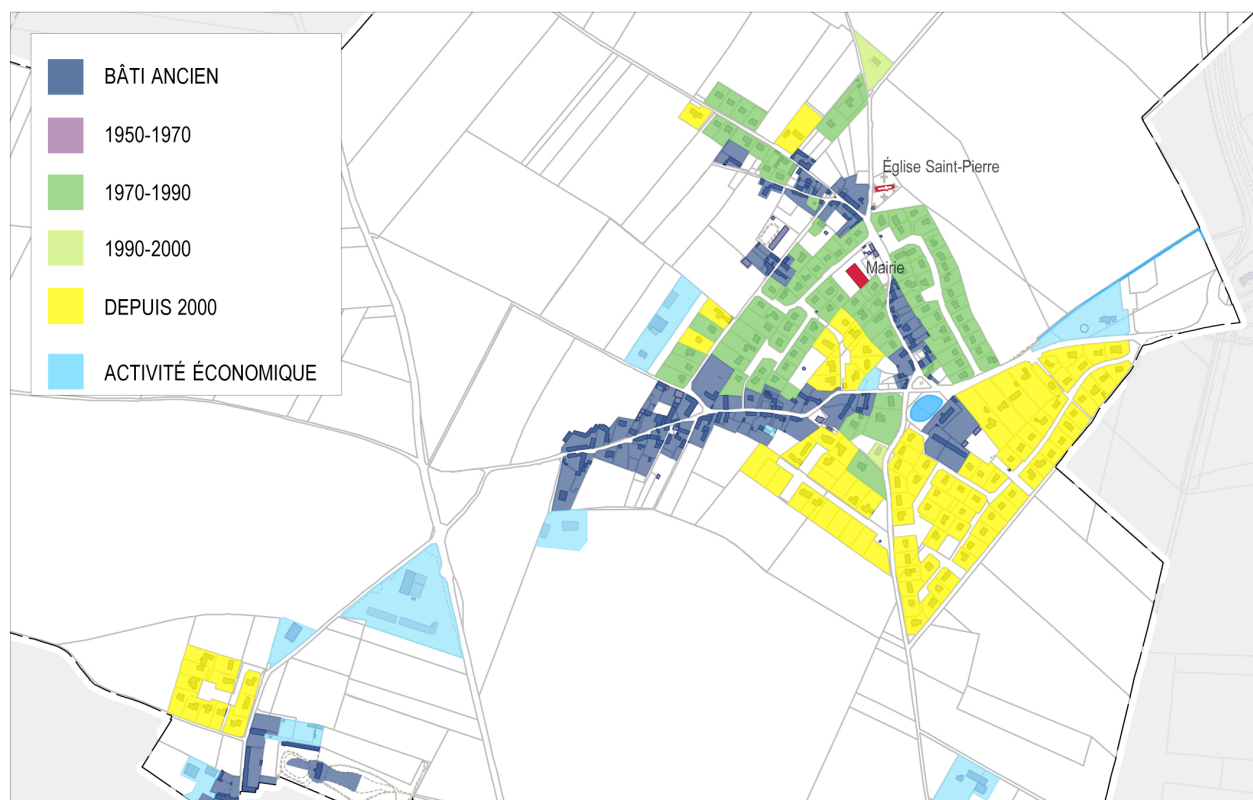 BÂTI ANCIEN
1950-1970
1970-1990
1990-2000
DEPUIS 2000
ACTIVITÉ ÉCONOMIQUE
Église Saint-Pierre
Mairie